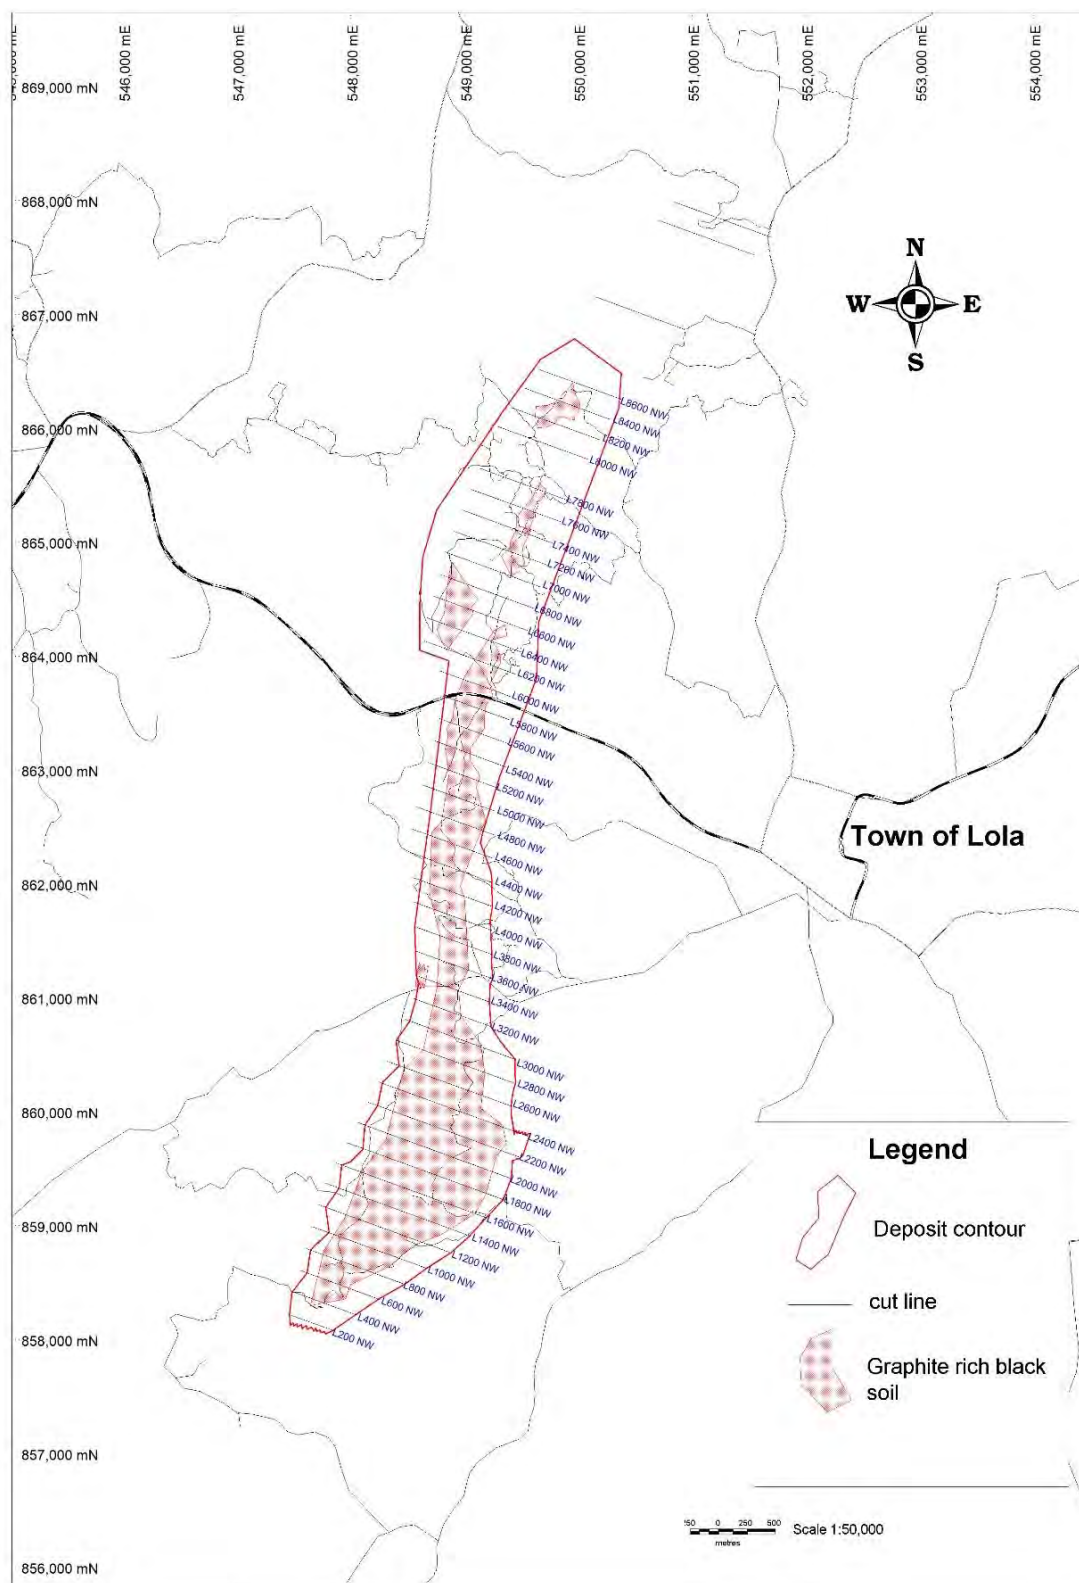 546,000 mE
547,000 mE
548,000 mE
549,000 mE
550,000 mE
551,000 mE
552,000 mE
553,000 mE
554,000 mE
869,000 mN
868,000 mN
867,000 mN
866,000 mN
865,000 mN
864,000 mN
863,000 mN
862,000 mN
861,000 mN
860,000 mN
859,000 mN
858,000 mN
857,000 mN
856,000 mN
N
W
E
S
L8600 NW
L8400 NW
L8200 NW
L8000 NW
L7800 NW
L7600 NW
L7400 NW
L7200 NW
L7000 NW
L6800 NW
L6600 NW
L6400 NW
L6200 NW
L6000 NW
L5800 NW
L5600 NW
L5400 NW
L5200 NW
L5000 NW
L4800 NW
L4600 NW
L4400 NW
L4200 NW
L4000 NW
L3800 NW
L3600 NW
L3400 NW
L3200 NW
L3000 NW
L2800 NW
L2600 NW
L2400 NW
L2200 NW
L2000 NW
L1800 NW
L1600 NW
L1400 NW
L1200 NW
L1000 NW
L800 NW
L600 NW
L400 NW
L200 NW
Town of Lola
Legend
Deposit contour
cut line
Graphite rich black
soil
0 250 500
metres
Scale 1:50,000